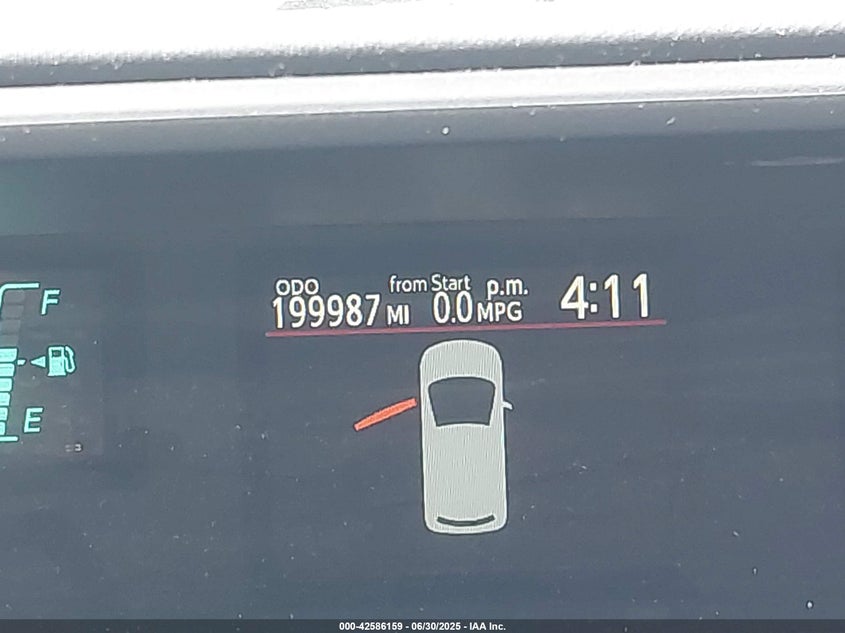 ODO from Start p.m. 4:11
199987 MI 0.0 MPG
F
E
000-42586159 - 06/30/2025 - IAA Inc.